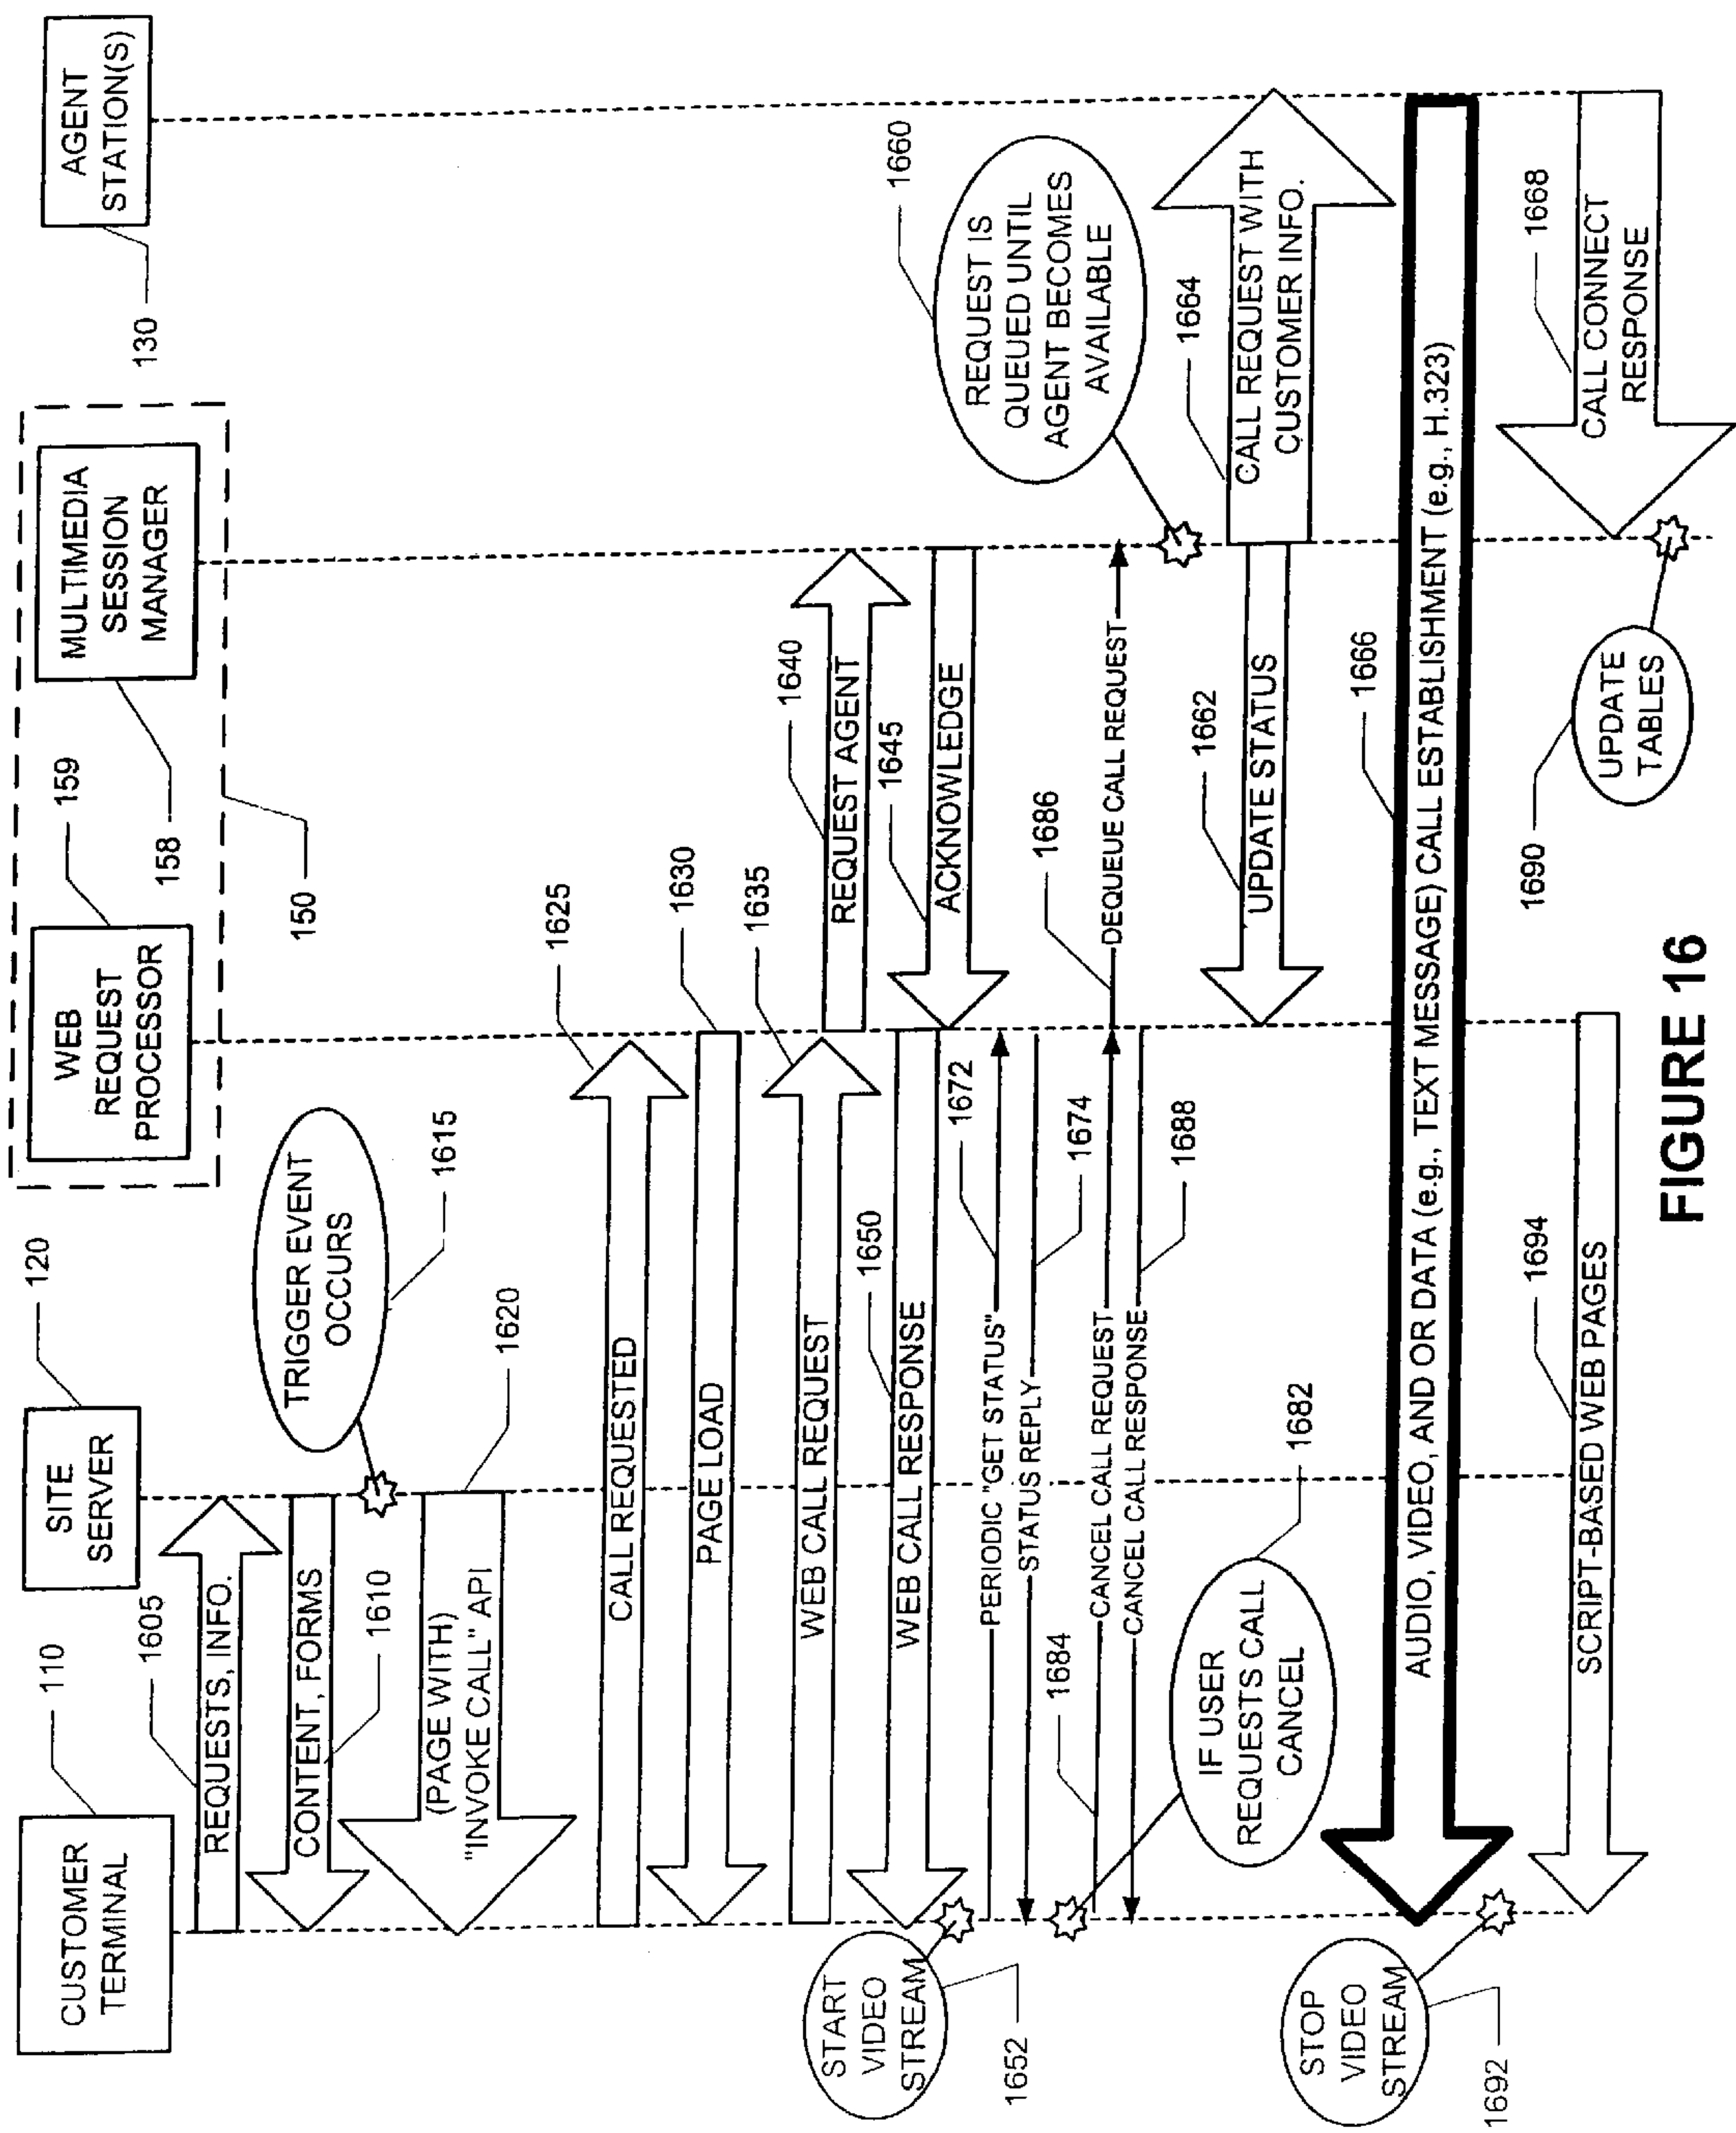 CUSTOMER
TERMINAL
110
SITE
SERVER
120
WEB
REQUEST
PROCESSOR
159
MULTIMEDIA
SESSION
MANAGER
158
150
AGENT
STATION(S)
130
1605
REQUESTS, INFO.
CONTENT, FORMS
1610
TRIGGER EVENT
OCCURS
1615
(PAGE WITH)
"INVOKE CALL" API
1620
CALL REQUESTED
1625
PAGE LOAD
1630
WEB CALL REQUEST
1635
REQUEST AGENT
1640
ACKNOWLEDGE
1645
WEB CALL RESPONSE
1650
START
VIDEO
STREAM
1652
PERIODIC "GET STATUS"
1672
STATUS REPLY
1674
1684
CANCEL CALL REQUEST
DEQUEUE CALL REQUEST
1686
CANCEL CALL RESPONSE
1688
IF USER
REQUESTS CALL
CANCEL
1682
REQUEST IS
QUEUED UNTIL
AGENT BECOMES
AVAILABLE
1660
UPDATE STATUS
1662
CALL REQUEST WITH
CUSTOMER INFO.
1664
AUDIO, VIDEO, AND OR DATA (e.g., TEXT MESSAGE) CALL ESTABLISHMENT (e.g., H.323)
1666
STOP
VIDEO
STREAM
1692
CALL CONNECT
RESPONSE
1668
UPDATE
TABLES
1690
SCRIPT-BASED WEB PAGES
1694
FIGURE 16